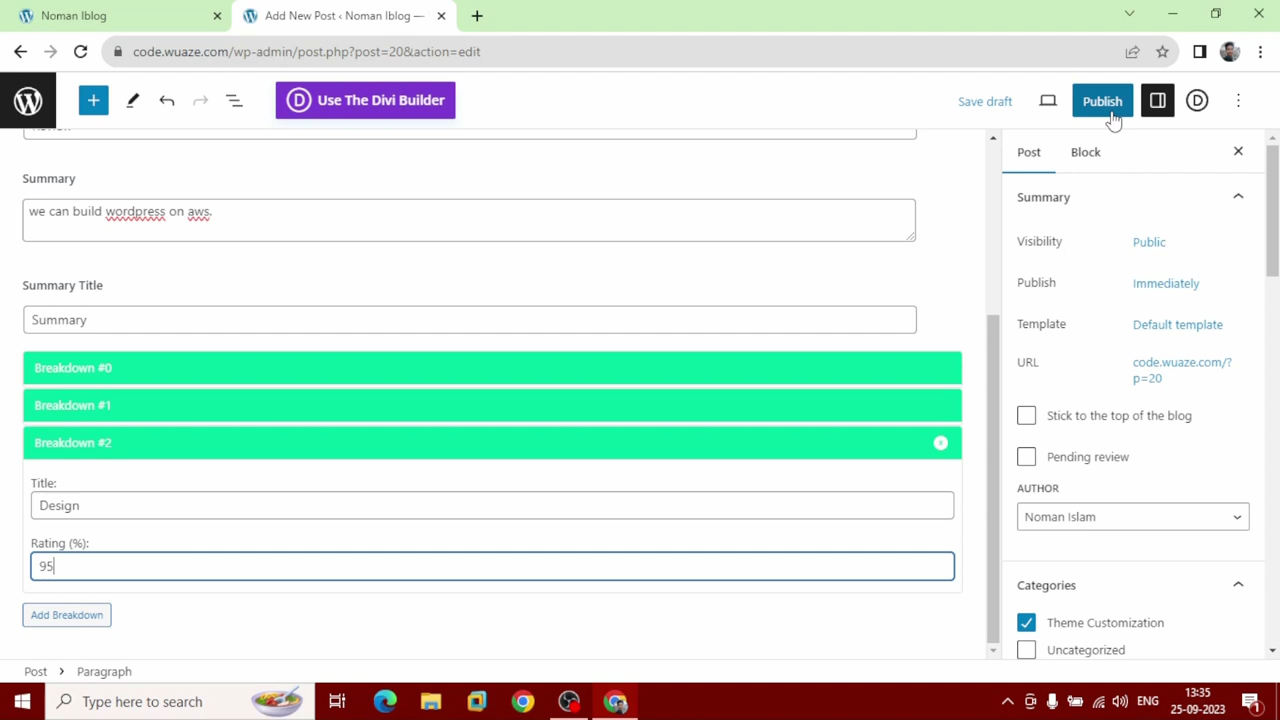 Noman Iblog
Add New Post ‹ Noman Iblog —
code.wuaze.com/wp-admin/post.php?post=20&action=edit
Use The Divi Builder
Save draft
Publish
Summary
we can build wordpress on aws.
Summary Title
Summary
Breakdown #0
Breakdown #1
Breakdown #2
x
Title:
Design
Rating (%):
95
Add Breakdown
Post
Block
Summary
Visibility
Public
Publish
Immediately
Template
Default template
URL
code.wuaze.com/?
p=20
Stick to the top of the blog
Pending review
AUTHOR
Noman Islam
Categories
Theme Customization
Uncategorized
Post › Paragraph
Type here to search
ENG
13:35
25-09-2023
1